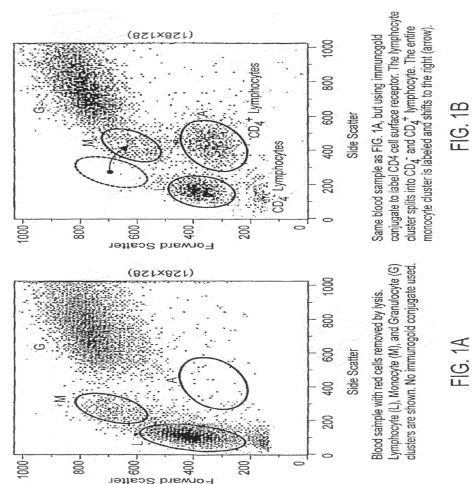 1000
800
600
400
200
0
Forward Scatter
(128x128)
G
M
L
A
0
200
400
600
800
1000
Side Scatter
Blood sample with red cells removed by lysis.
Lymphocyte (L), Monocyte (M), and Granulocyte (G)
clusters are shown. No immunogold conjugate used.
FIG. 1A
1000
800
600
400
200
0
Forward Scatter
(128x128)
G
M
A
CD4+ Lymphocytes
CD4- Lymphocytes
0
200
400
600
800
1000
Side Scatter
Same blood sample as FIG. 1A, but using immunogold
conjugate to label CD4 cell surface receptor. The lymphocyte
cluster splits into CD4- and CD4+ lymphocyte. The entire
monocyte cluster is labeled and shifts to the right (arrow).
FIG. 1B